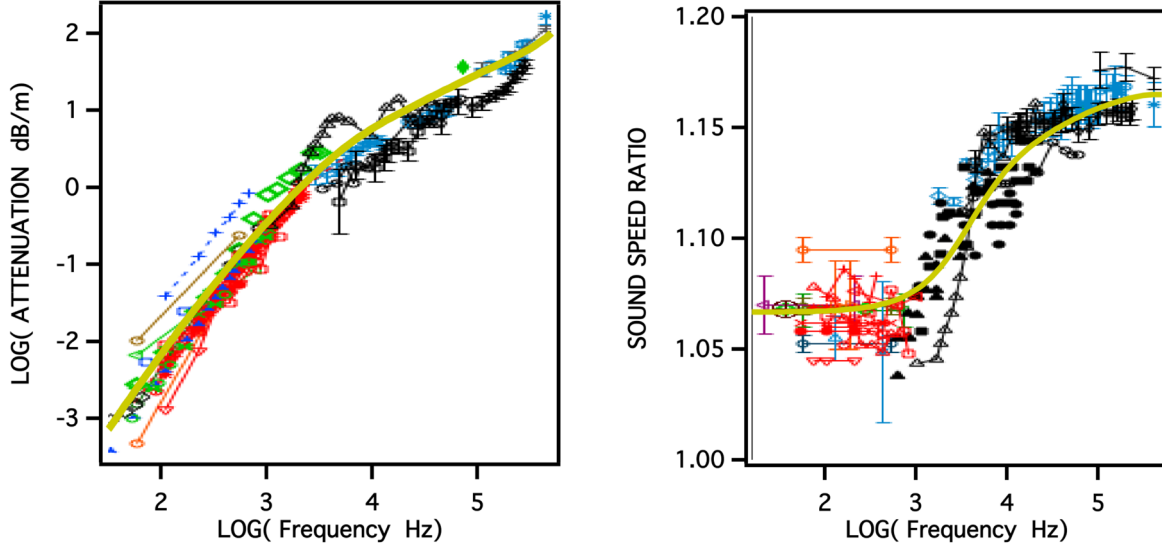 LOG( ATTENUATION dB/m)
2
1
0
-1
-2
-3
2 3 4 5
LOG( Frequency Hz)
SOUND SPEED RATIO
1.20
1.15
1.10
1.05
1.00
2 3 4 5
LOG( Frequency Hz)